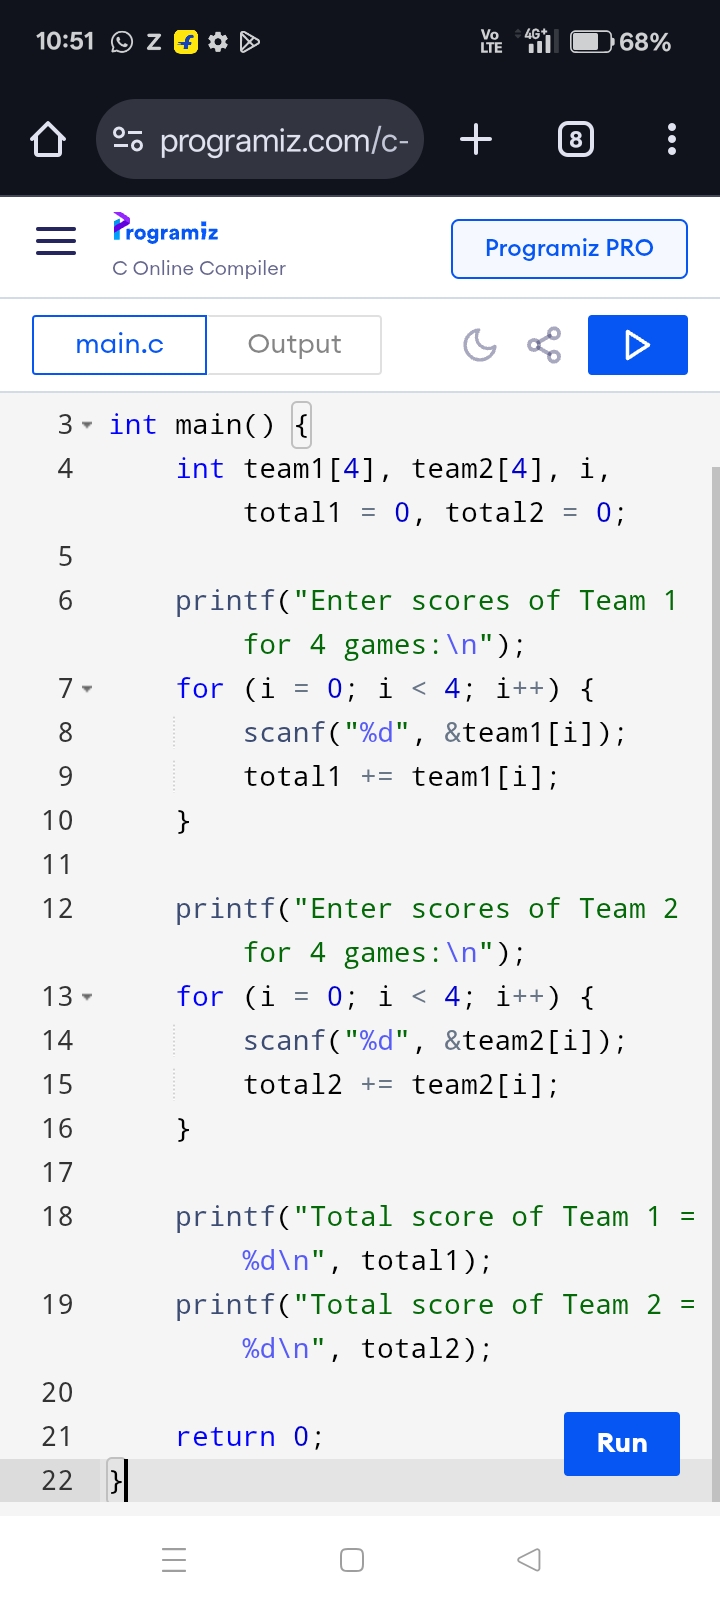 10:51 Z f Vo LTE 4G+ 68%
programiz.com/c- + 8
Programiz
C Online Compiler
Programiz PRO
main.c Output
3 int main() {
4 int team1[4], team2[4], i,
total1 = 0, total2 = 0;
5
6 printf("Enter scores of Team 1
for 4 games:\n");
7 for (i = 0; i < 4; i++) {
8 scanf("%d", &team1[i]);
9 total1 += team1[i];
10 }
11
12 printf("Enter scores of Team 2
for 4 games:\n");
13 for (i = 0; i < 4; i++) {
14 scanf("%d", &team2[i]);
15 total2 += team2[i];
16 }
17
18 printf("Total score of Team 1 =
%d\n", total1);
19 printf("Total score of Team 2 =
%d\n", total2);
20
21 return 0;
Run
22 }